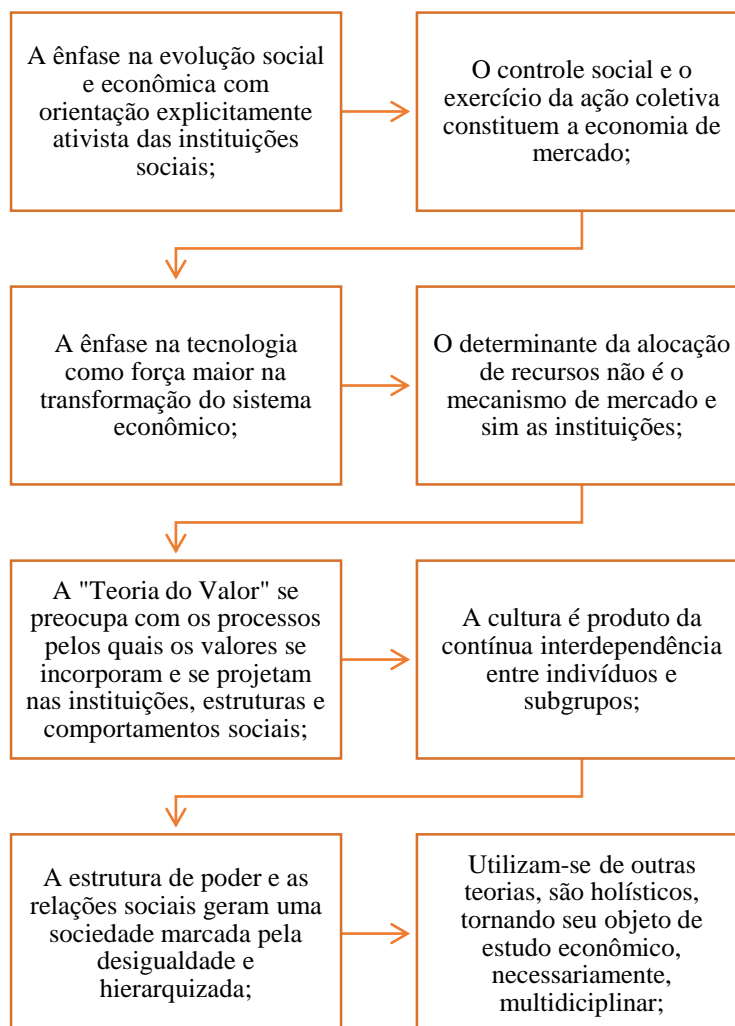 A ênfase na evolução social
e econômica com
orientação explicitamente
ativista das instituições
sociais;
O controle social e o
exercício da ação coletiva
constituem a economia de
mercado;
A ênfase na tecnologia
como força maior na
transformação do sistema
econômico;
O determinante da alocação
de recursos não é o
mecanismo de mercado e
sim as instituições;
A "Teoria do Valor" se
preocupa com os processos
pelos quais os valores se
incorporam e se projetam
nas instituições, estruturas e
comportamentos sociais;
A cultura é produto da
contínua interdependência
entre indivíduos e
subgrupos;
A estrutura de poder e as
relações sociais geram uma
sociedade marcada pela
desigualdade e
hierarquizada;
Utilizam-se de outras
teorias, são holísticos,
tornando seu objeto de
estudo econômico,
necessariamente,
multidiciplinar;